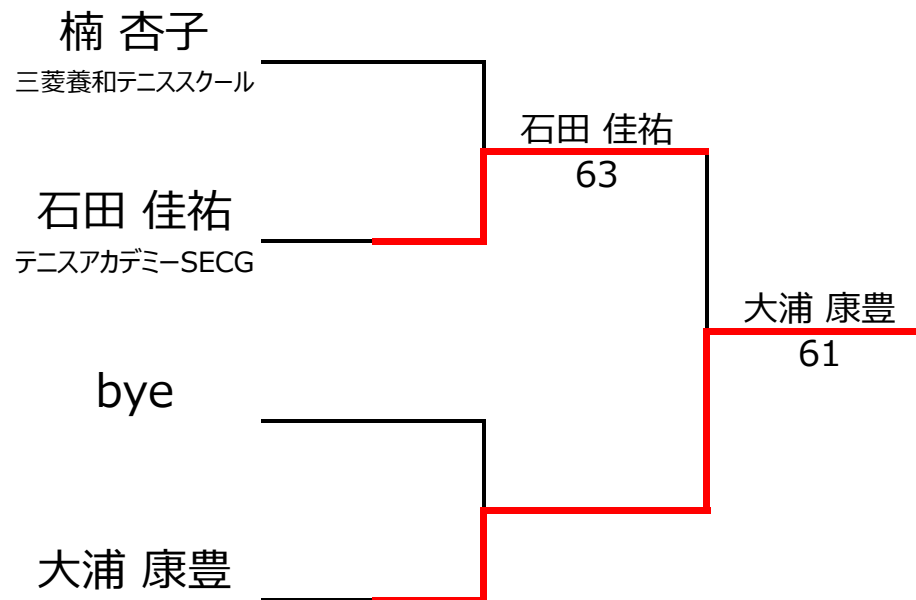 楠 杏子
三菱養和テニススクール
石田 佳祐
63
石田 佳祐
テニスアカデミーSECG
大浦 康豊
61
bye
大浦 康豊